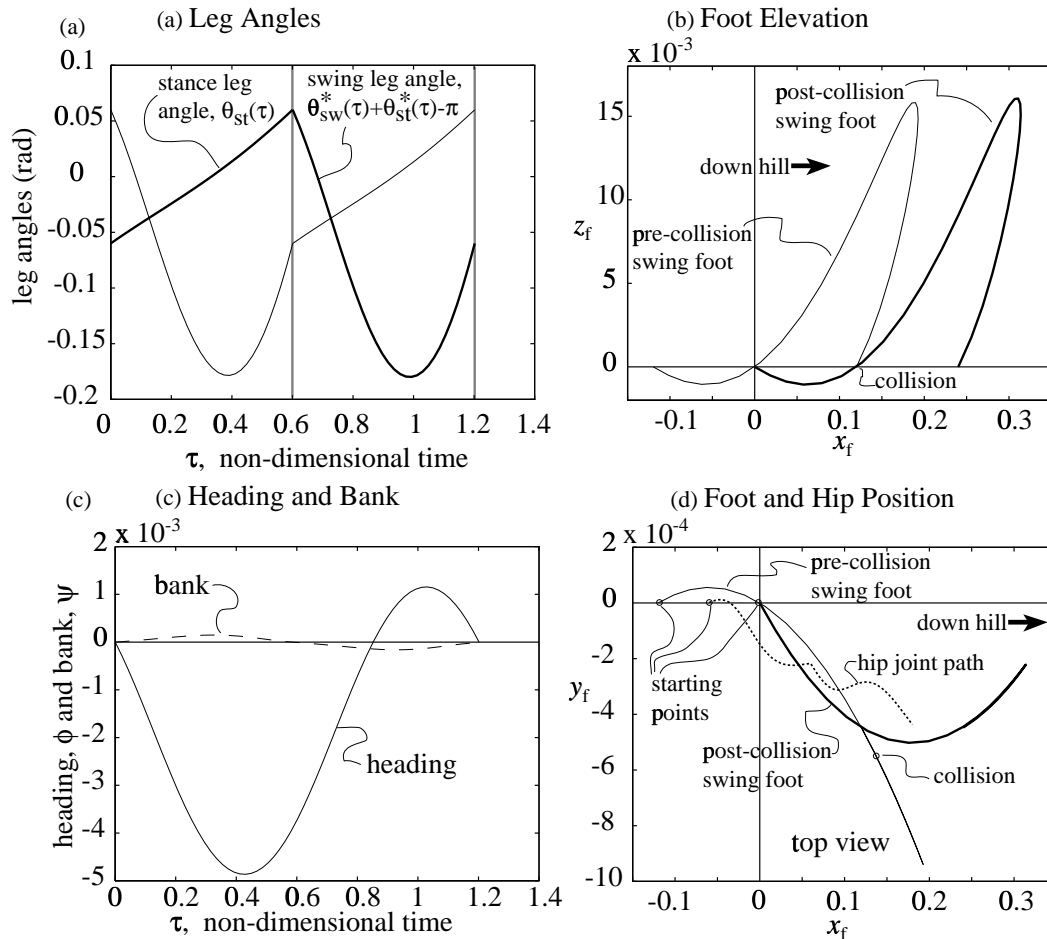 (a) (a) Leg Angles
0.1
0.05
0
-0.05
-0.1
-0.15
-0.2
leg angles (rad)
stance leg
angle, θst(τ)
swing leg angle,
θ*sw(τ)+θ*st(τ)-π
0 0.2 0.4 0.6 0.8 1 1.2 1.4
τ, non-dimensional time
(b) Foot Elevation
x 10-3
15
10
5
0
zf
post-collision
swing foot
down hill
pre-collision
swing foot
collision
-0.1 0 0.1 0.2 0.3
xf
(c) (c) Heading and Bank
x 10-3
2
1
0
-1
-2
-3
-4
-5
heading, ϕ and bank, ψ
bank
heading
0 0.2 0.4 0.6 0.8 1 1.2 1.4
τ, non-dimensional time
(d) Foot and Hip Position
x 10-4
2
0
-2
-4
-6
-8
-10
yf
pre-collision
swing foot
down hill
starting
points
hip joint path
post-collision
swing foot
collision
top view
-0.1 0 0.1 0.2 0.3
xf